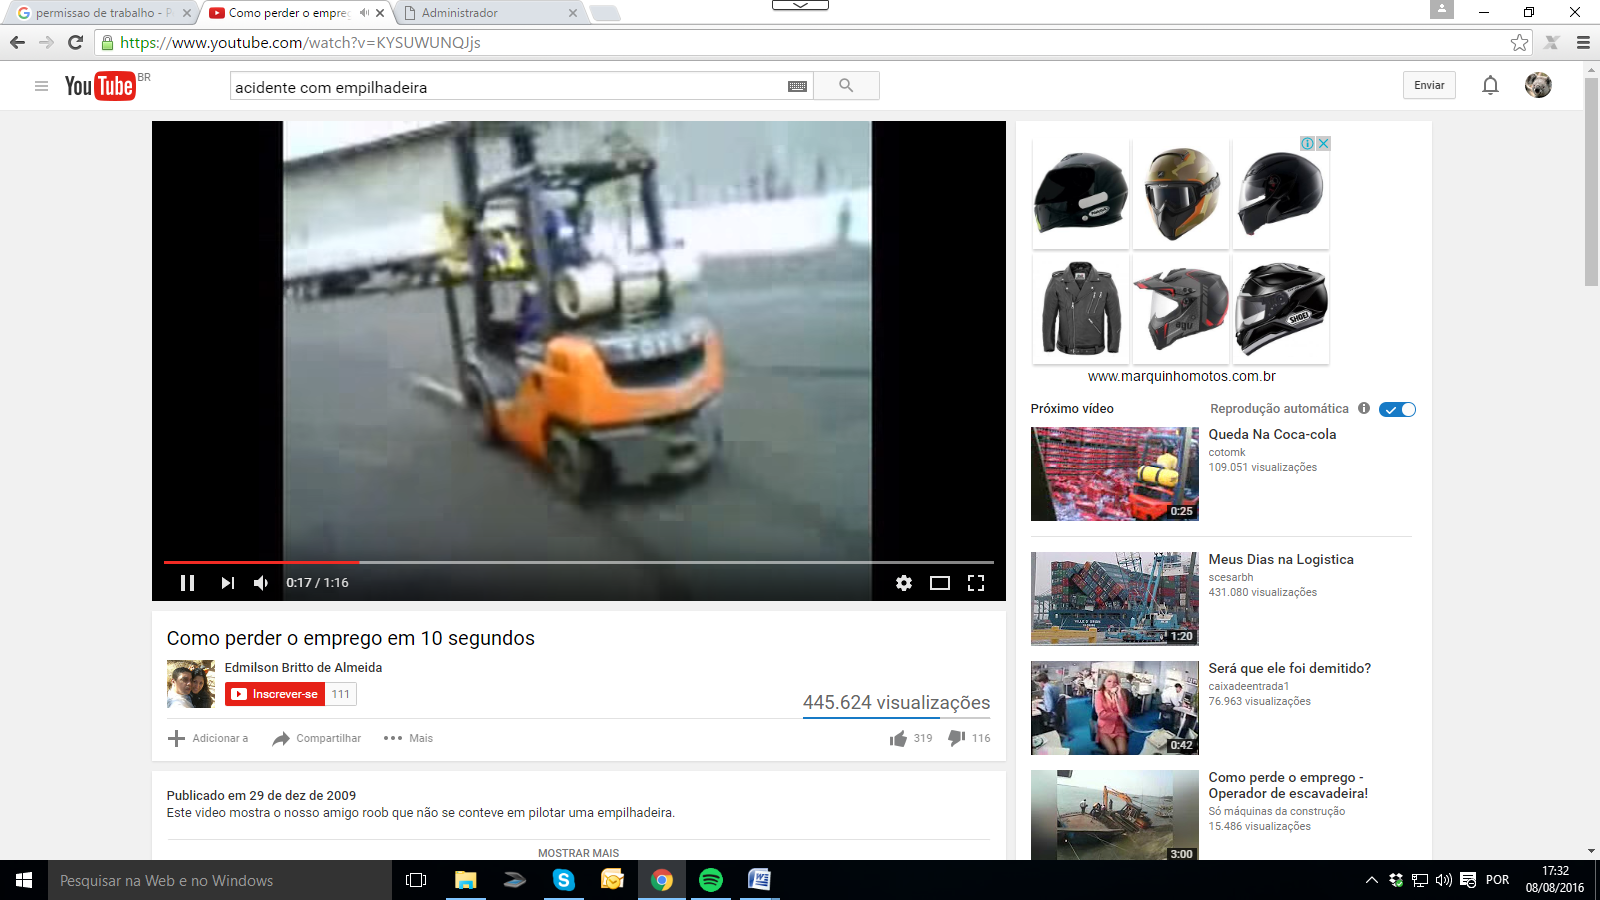 permissao de trabalho - P
Como perder o empreg
Administrador
https://www.youtube.com/watch?v=KYSUWUNQJjs
YouTube BR
acidente com empilhadeira
Enviar
TOYOTA
0:17 / 1:16
Como perder o emprego em 10 segundos
Edmilson Britto de Almeida
Inscrever-se 111
445.624 visualizações
Adicionar a
Compartilhar
Mais
319
116
Publicado em 29 de dez de 2009
Este video mostra o nosso amigo roob que não se conteve em pilotar uma empilhadeira.
MOSTRAR MAIS
SHOEI
www.marquinhomotos.com.br
Próximo vídeo
Reprodução automática
Queda Na Coca-cola
cotomk
109.051 visualizações
0:25
Meus Dias na Logistica
scesarbh
431.080 visualizações
1:20
Será que ele foi demitido?
caixadeentrada1
76.963 visualizações
0:42
Como perde o emprego -
Operador de escavadeira!
Só máquinas da construção
15.486 visualizações
3:00
Pesquisar na Web e no Windows
POR
17:32
08/08/2016